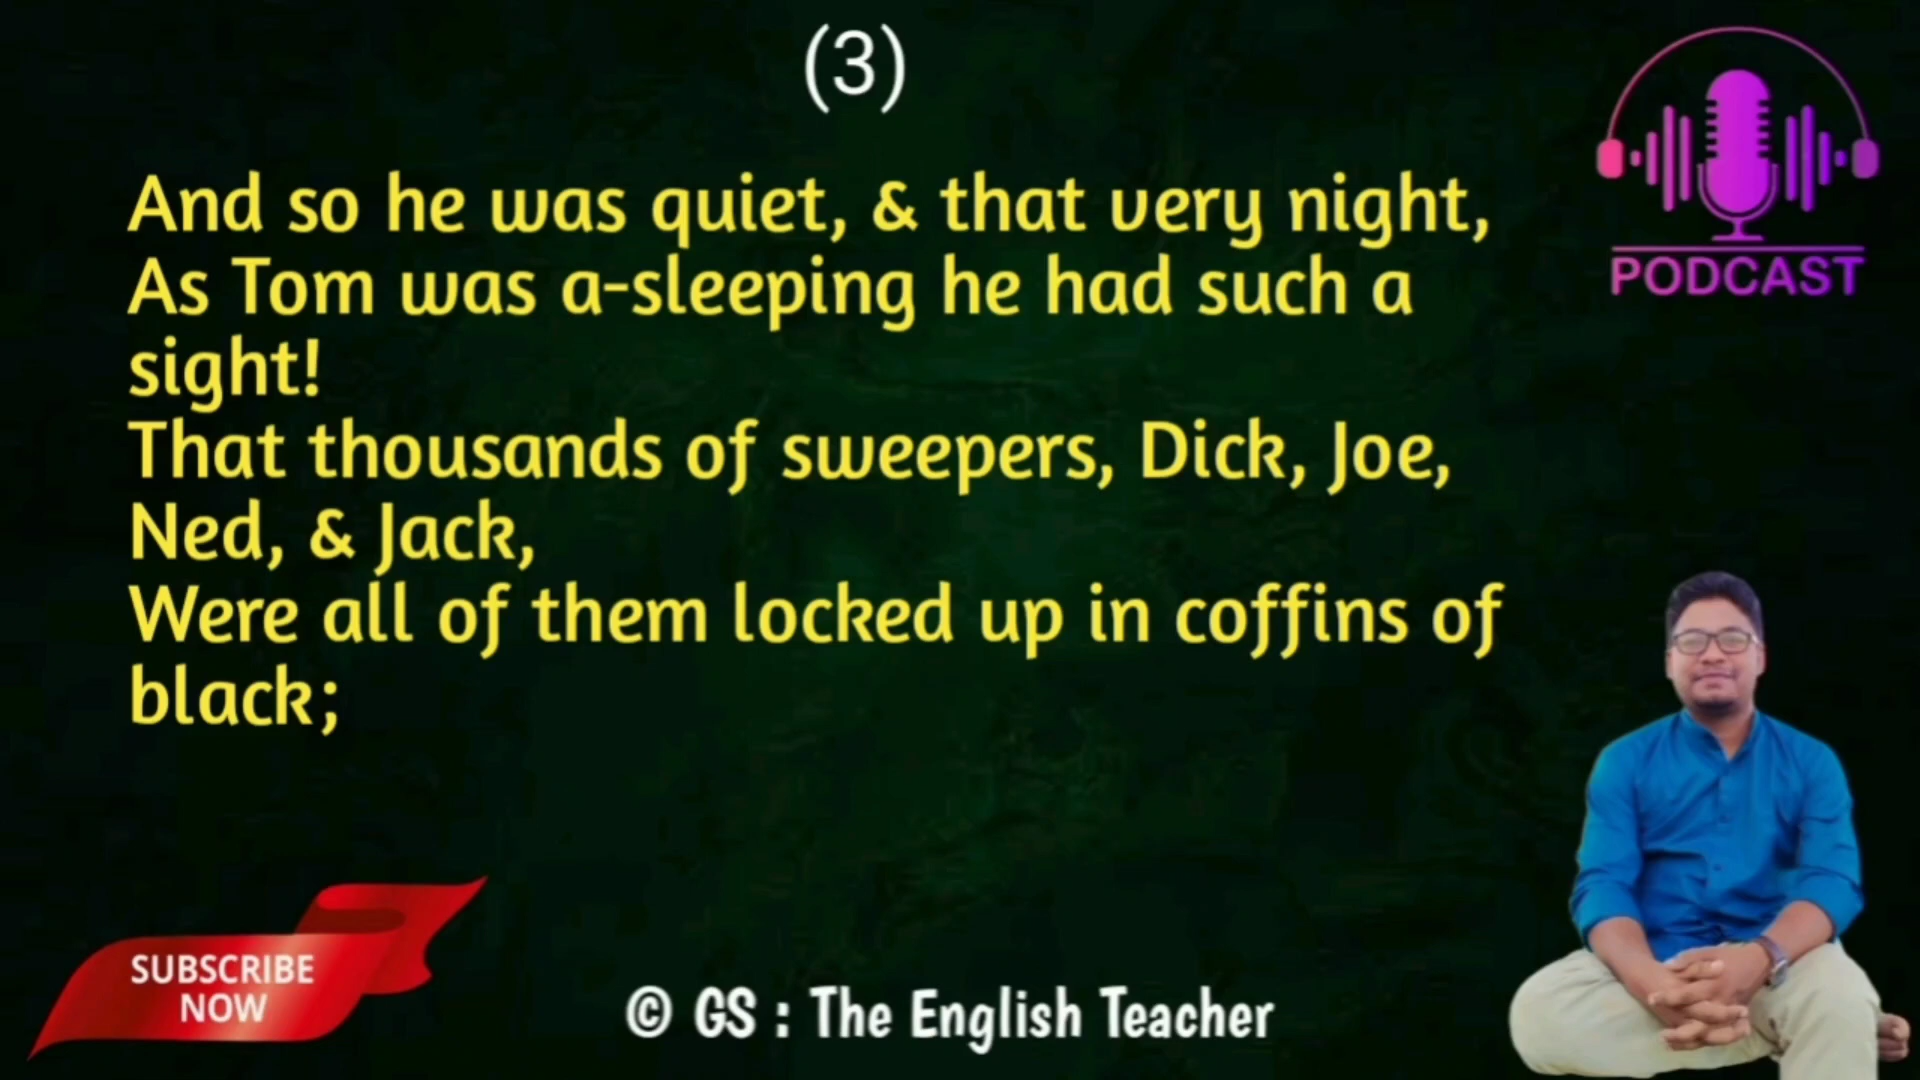 (3)
And so he was quiet, & that very night,
As Tom was a-sleeping he had such a
sight!
That thousands of sweepers, Dick, Joe,
Ned, & Jack,
Were all of them locked up in coffins of
black;
PODCAST
SUBSCRIBE
NOW
© GS : The English Teacher